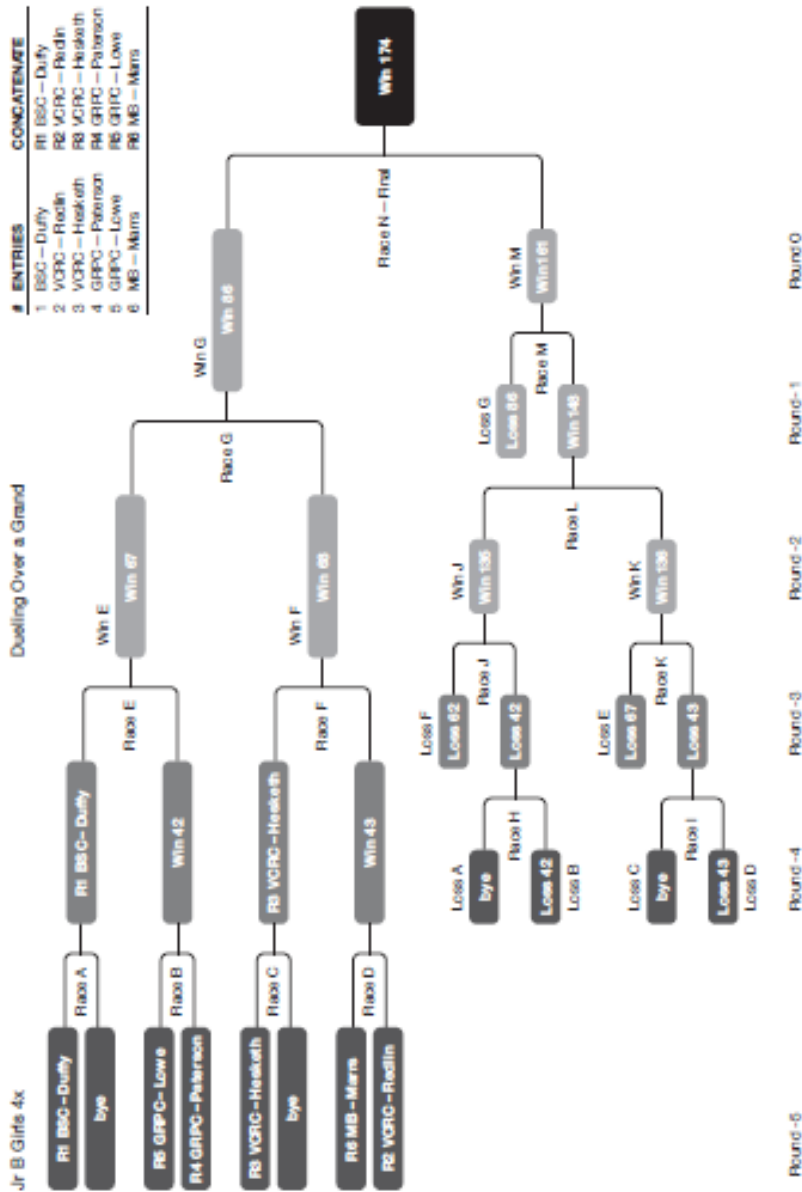 Jr B Girls 4x
Dueling Over a Grand
# ENTRIES CONCATENATE
1 BSC – Duffy R1 BSC – Duffy
2 VCRC – Redlin R2 VCRC – Redlin
3 VCRC – Hesketh R3 VCRC – Hesketh
4 GRPC – Paterson R4 GRPC – Paterson
5 GRPC – Lowe R5 GRPC – Lowe
6 MB – Marrs R6 MB – Marrs
R1 BSC – Duffy
Race A
bye
R1 BSC – Duffy
Race E
R5 GRPC – Lowe
Race B
R4 GRPC – Paterson
Win 42
Win E
Win 67
Race G
R3 VCRC – Hesketh
Race C
bye
R3 VCRC – Hesketh
Race F
R6 MB – Marrs
Race D
R2 VCRC – Redlin
Win 43
Win F
Win 68
Win G
Win 86
Race N – Final
Win 174
Loss A
bye
Race H
Loss 42
Loss B
Loss F
Loss 62
Race J
Loss 42
Win J
Win 135
Race L
Loss C
bye
Race I
Loss 43
Loss D
Loss E
Loss 67
Race K
Loss 43
Win K
Win 136
Loss G
Loss 86
Race M
Win 148
Win M
Win 161
Round -5
Round -4
Round -3
Round -2
Round -1
Round 0